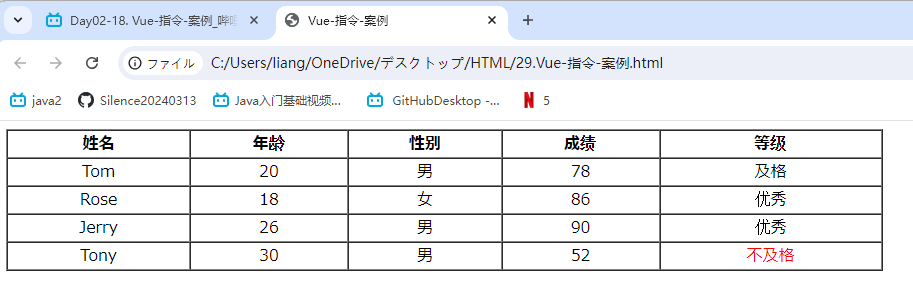 Day02-18. Vue-指令-案例_哔哩
Vue-指令-案例
ファイル C:/Users/liang/OneDrive/デスクトップ/HTML/29.Vue-指令-案例.html
java2 Silence20240313 Java入门基础视频... GitHubDesktop -... 5
姓名 年龄 性别 成绩 等级
Tom 20 男 78 及格
Rose 18 女 86 优秀
Jerry 26 男 90 优秀
Tony 30 男 52 不及格